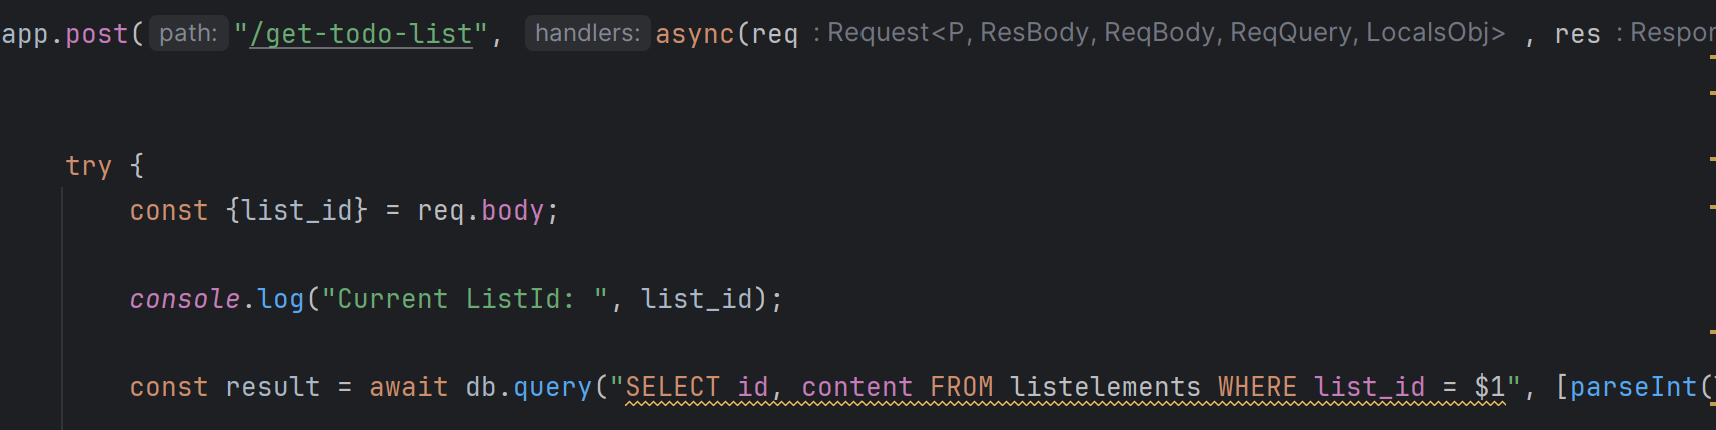 app.post( path: "/get-todo-list", handlers: async(req : Request<P, ResBody, ReqBody, ReqQuery, LocalsObj> , res
try {
const {list_id} = req.body;
console.log("Current ListId: ", list_id);
const result = await db.query("SELECT id, content FROM listelements WHERE list_id = $1", [parseInt(